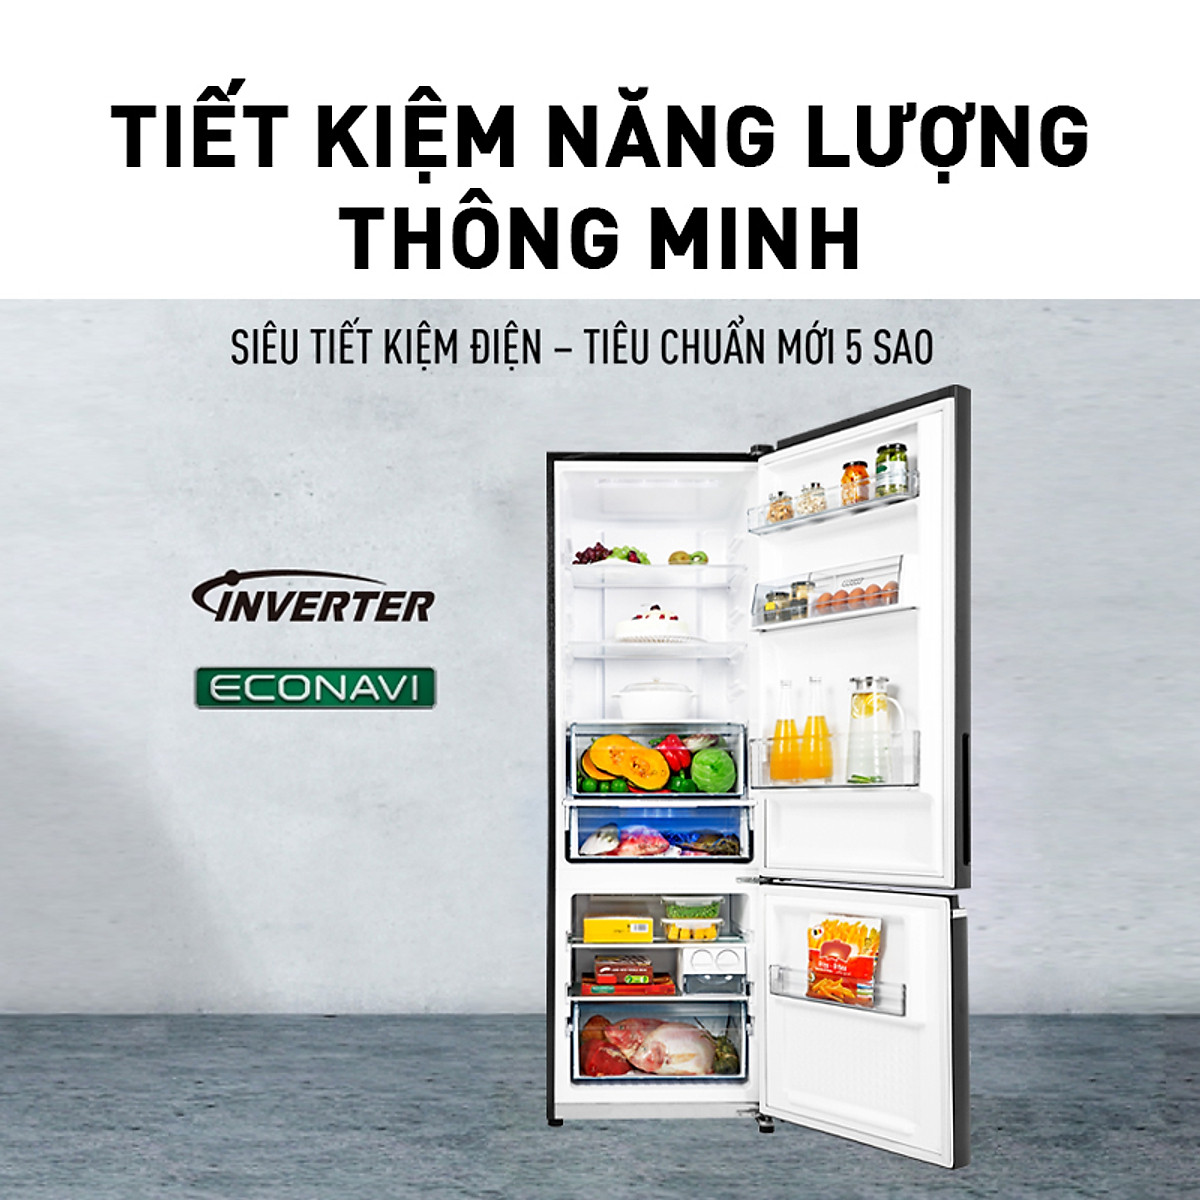 TIẾT KIỆM NĂNG LƯỢNG
THÔNG MINH
SIÊU TIẾT KIỆM ĐIỆN – TIÊU CHUẨN MỚI 5 SAO
INVERTER
ECONAVI